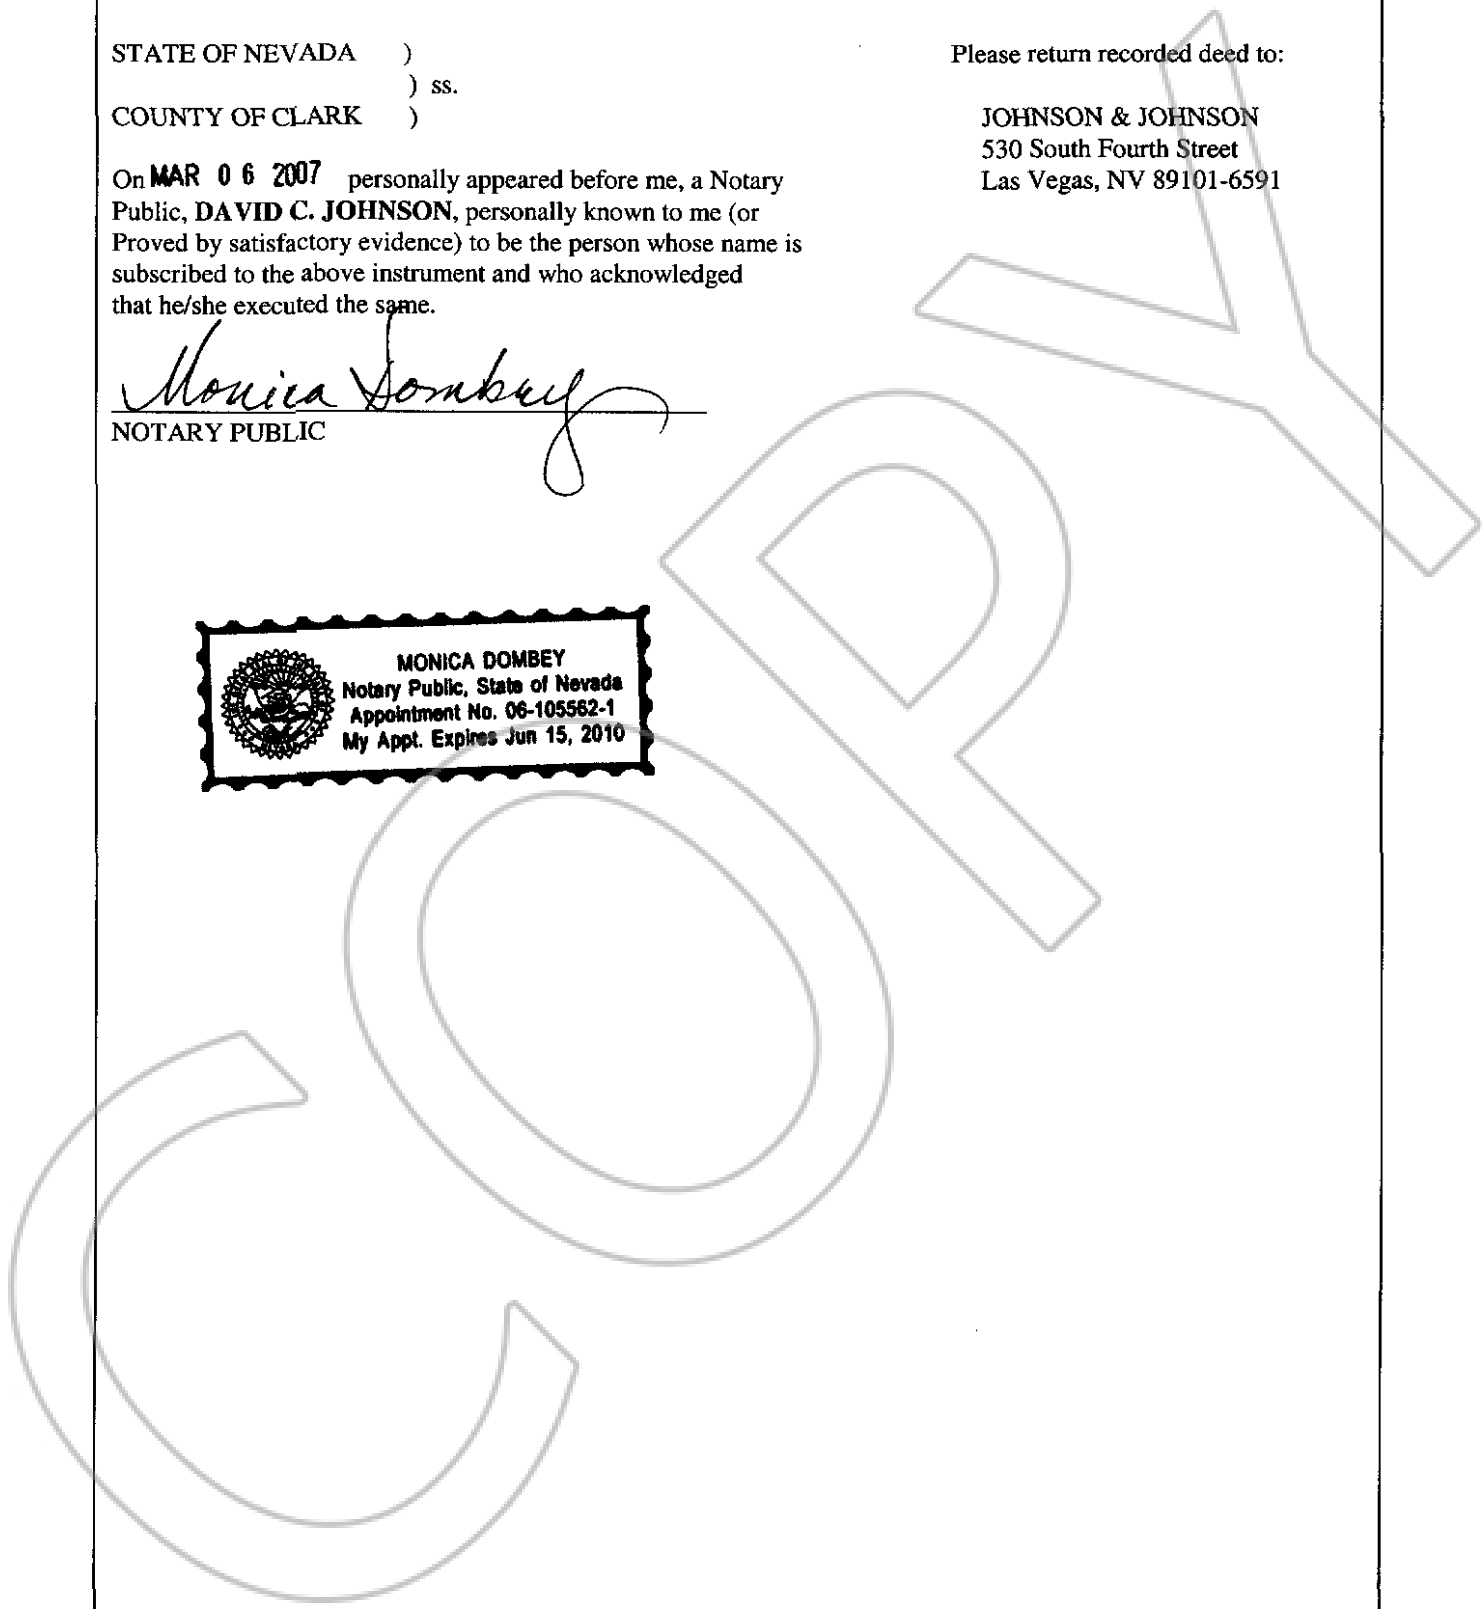 STATE OF NEVADA )
) ss.
COUNTY OF CLARK )
On MAR 06 2007 personally appeared before me, a Notary
Public, DAVID C. JOHNSON, personally known to me (or
Proved by satisfactory evidence) to be the person whose name is
subscribed to the above instrument and who acknowledged
that he/she executed the same.
Monica Dombey
NOTARY PUBLIC
Please return recorded deed to:
JOHNSON & JOHNSON
530 South Fourth Street
Las Vegas, NV 89101-6591
MONICA DOMBEY
Notary Public, State of Nevada
Appointment No. 06-105562-1
My Appt. Expires Jun 15, 2010
COPY